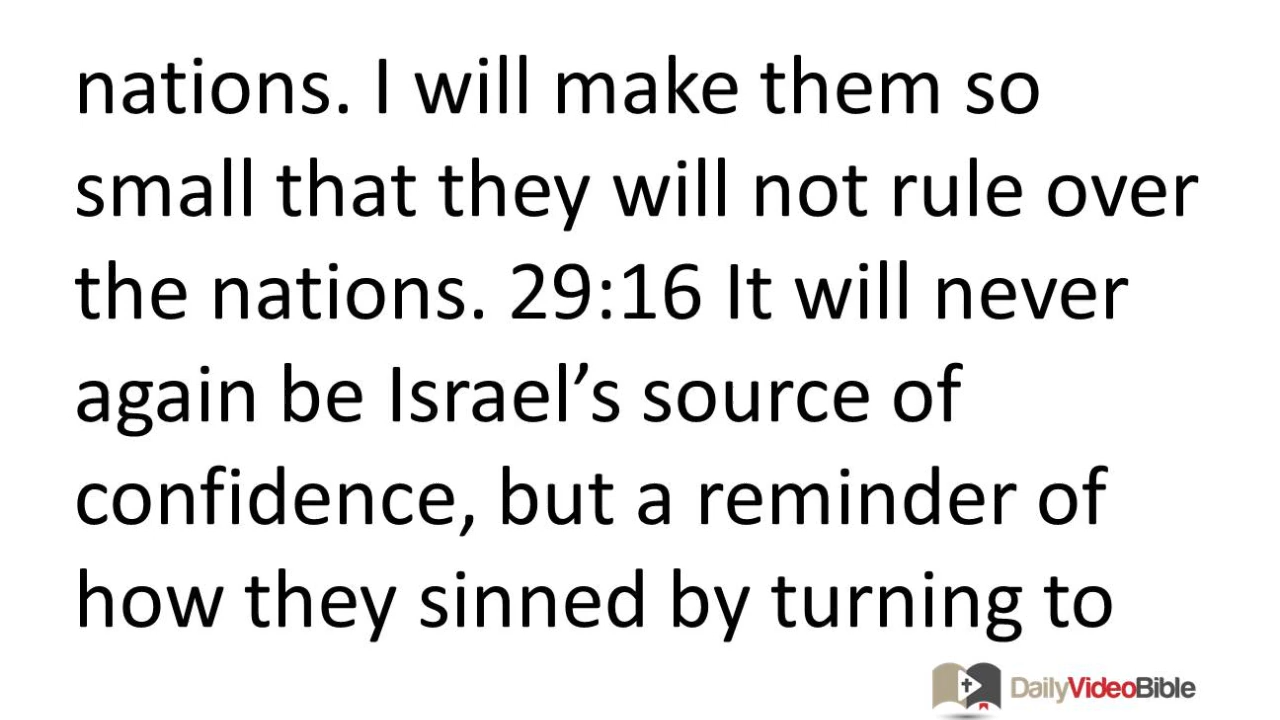 nations. I will make them so
small that they will not rule over
the nations. 29:16 It will never
again be Israel’s source of
confidence, but a reminder of
how they sinned by turning to
DailyVideoBible